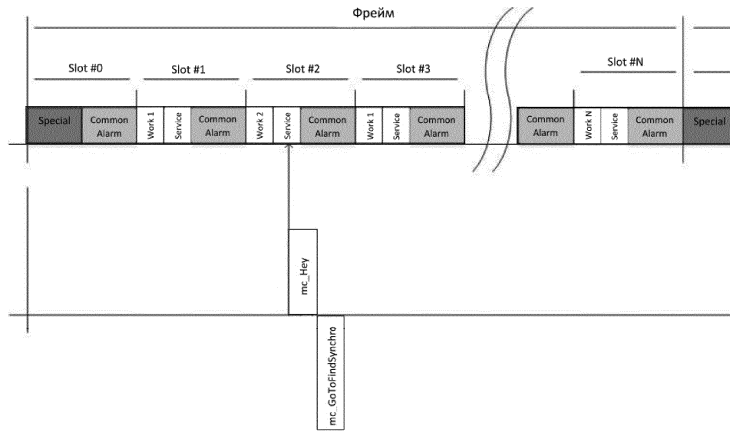 Фрейм
Slot #0
Slot #1
Slot #2
Slot #3
Slot #N
Special
Common
Alarm
Work 1
Service
Common
Alarm
Work 2
Service
Common
Alarm
Work 1
Service
Common
Alarm
Common
Alarm
Work N
Service
Common
Alarm
Special
mc_Hey
mc_GoToFindSynchro